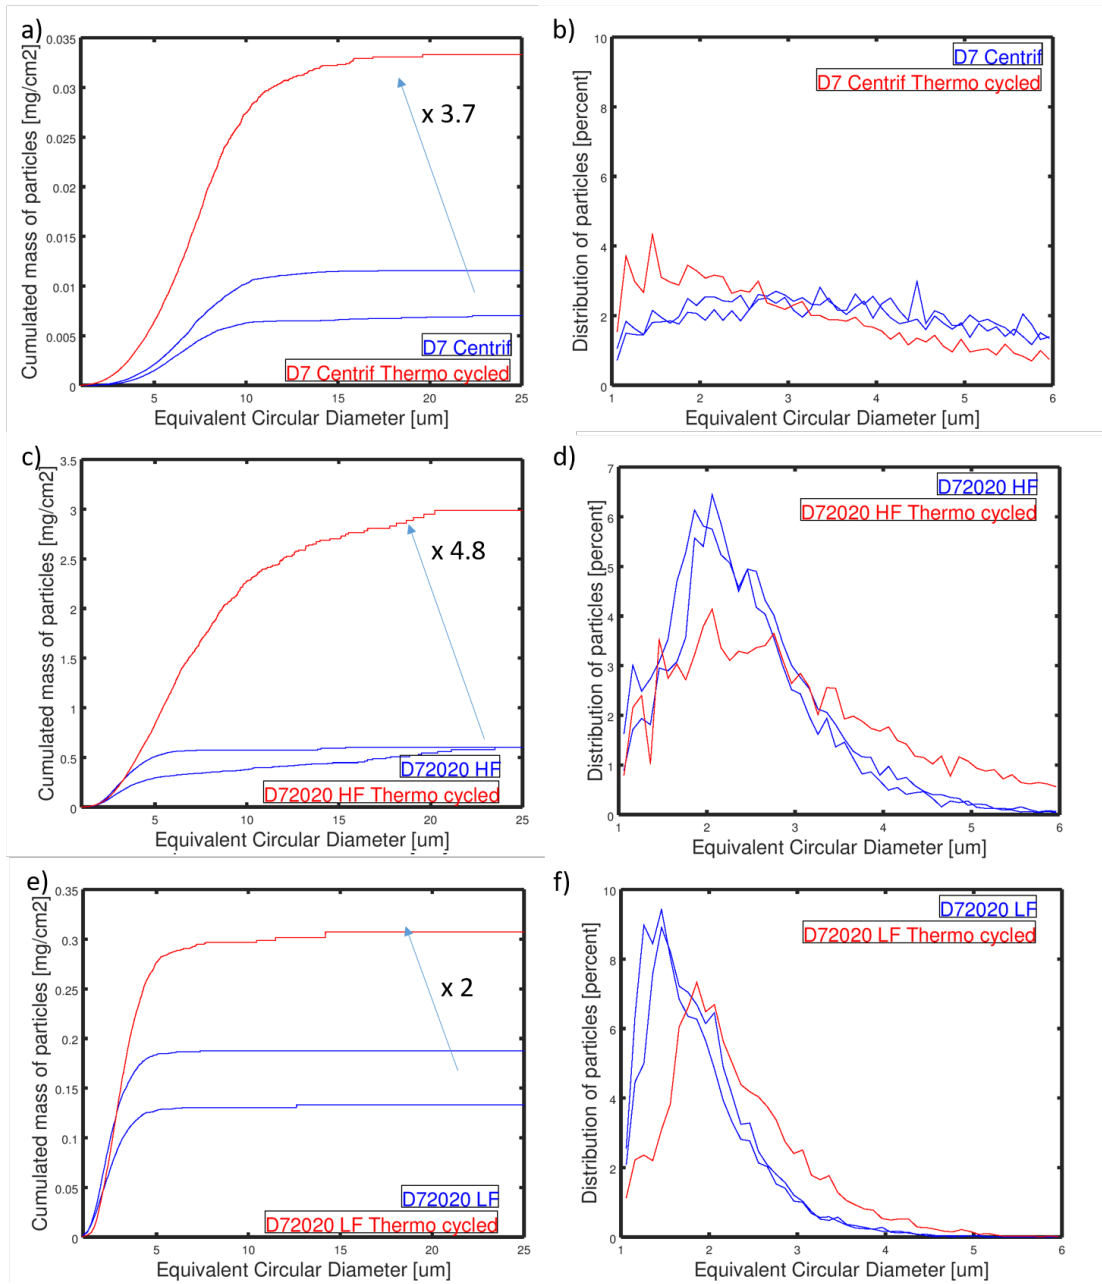 a)
Cumulated mass of particles [mg/cm2]
0.035
0.03
0.025
0.02
0.015
0.01
0.005
0
x 3.7
D7 Centrif
D7 Centrif Thermo cycled
5
10
15
20
25
Equivalent Circular Diameter [um]
b)
Distribution of particles [percent]
10
8
6
4
2
0
D7 Centrif
D7 Centrif Thermo cycled
1
2
3
4
5
6
Equivalent Circular Diameter [um]
c)
Cumulated mass of particles [mg/cm2]
3.5
3
2.5
2
1.5
1
0.5
0
x 4.8
D72020 HF
D72020 HF Thermo cycled
5
10
15
20
25
Equivalent Circular Diameter [um]
d)
Distribution of particles [percent]
7
6
5
4
3
2
1
0
D72020 HF
D72020 HF Thermo cycled
1
2
3
4
5
6
Equivalent Circular Diameter [um]
e)
Cumulated mass of particles [mg/cm2]
0.35
0.3
0.25
0.2
0.15
0.1
0.05
0
x 2
D72020 LF
D72020 LF Thermo cycled
5
10
15
20
25
Equivalent Circular Diameter [um]
f)
Distribution of particles [percent]
10
8
6
4
2
0
D72020 LF
D72020 LF Thermo cycled
1
2
3
4
5
6
Equivalent Circular Diameter [um]